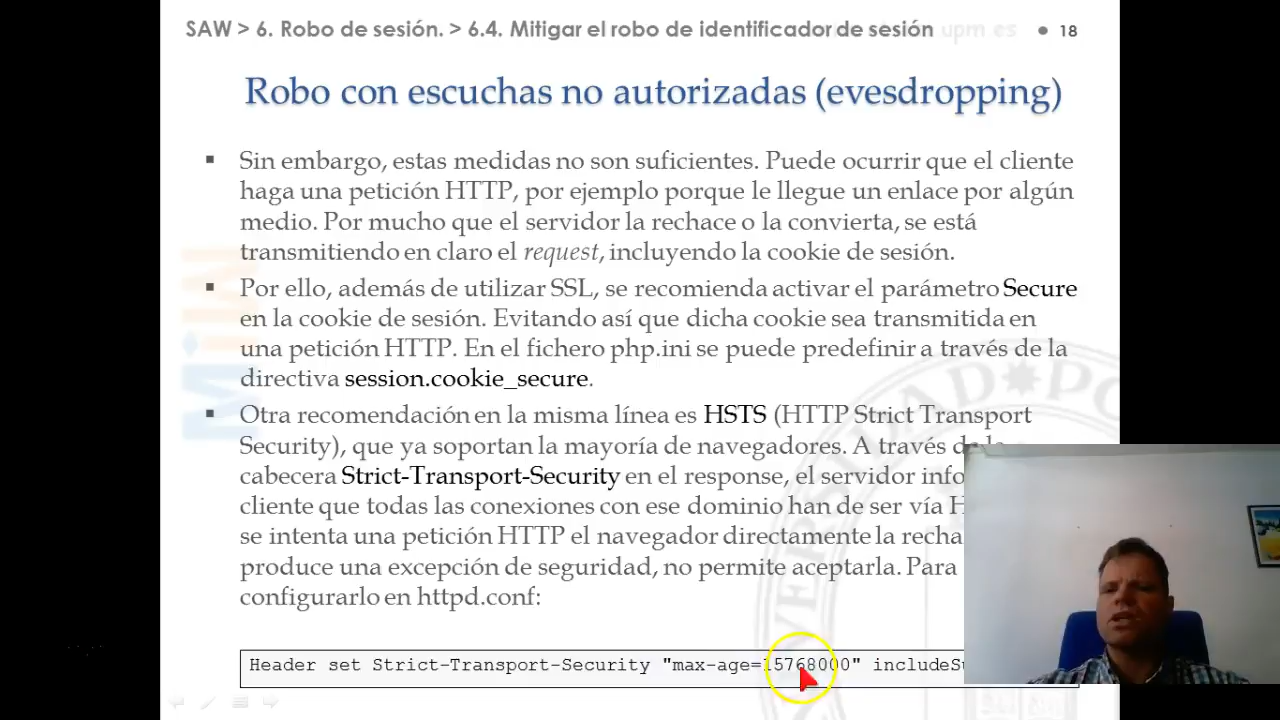 SAW > 6. Robo de sesión. > 6.4. Mitigar el robo de identificador de sesión
upm es
18
Robo con escuchas no autorizadas (evesdropping)
Sin embargo, estas medidas no son suficientes. Puede ocurrir que el cliente
haga una petición HTTP, por ejemplo porque le llegue un enlace por algún
medio. Por mucho que el servidor la rechace o la convierta, se está
transmitiendo en claro el request, incluyendo la cookie de sesión.
Por ello, además de utilizar SSL, se recomienda activar el parámetro Secure
en la cookie de sesión. Evitando así que dicha cookie sea transmitida en
una petición HTTP. En el fichero php.ini se puede predefinir a través de la
directiva session.cookie_secure.
Otra recomendación en la misma línea es HSTS (HTTP Strict Transport
Security), que ya soportan la mayoría de navegadores. A través de la
cabecera Strict-Transport-Security en el response, el servidor info
cliente que todas las conexiones con ese dominio han de ser vía H
se intenta una petición HTTP el navegador directamente la recha
produce una excepción de seguridad, no permite aceptarla. Para
configurarlo en httpd.conf:
Header set Strict-Transport-Security "max-age=15768000" includeSu
MiW